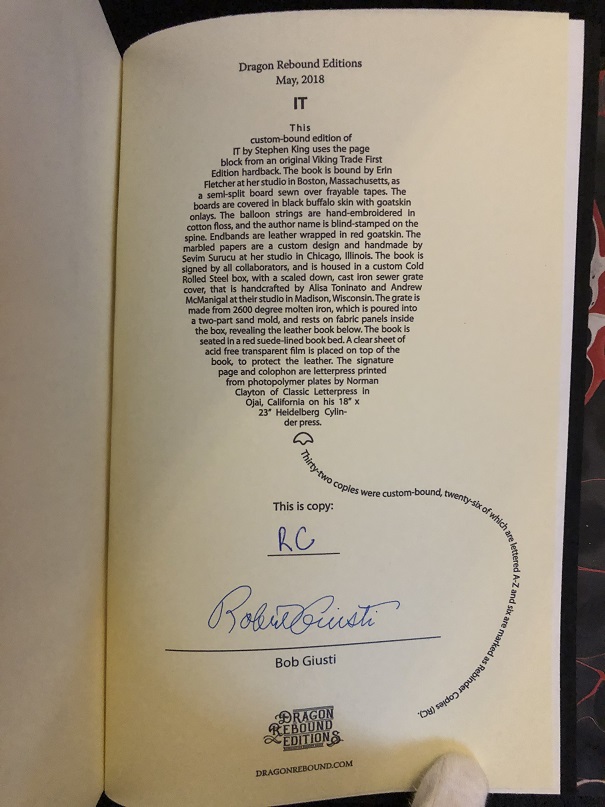 Dragon Rebound Editions
May, 2018
IT
This
custom-bound edition of
IT by Stephen King uses the page
block from an original Viking Trade First
Edition hardback. The book is bound by Erin
Fletcher at her studio in Boston, Massachusetts, as
a semi-split board sewn over frayable tapes. The
boards are covered in black buffalo skin with goatskin
onlays. The balloon strings are hand-embroidered in
cotton floss, and the author name is blind-stamped on the
spine. Endbands are leather wrapped in red goatskin. The
marbled papers are a custom design and handmade by
Sevim Surucu at her studio in Chicago, Illinois. The book is
signed by all collaborators, and is housed in a custom Cold
Rolled Steel box, with a scaled down, cast iron sewer grate
cover, that is handcrafted by Alisa Toninato and Andrew
McManigal at their studio in Madison, Wisconsin. The grate is
made from 2600 degree molten iron, which is poured into
a two-part sand mold, and rests on fabric panels inside
the box, revealing the leather book below. The book is
seated in a red suede-lined book bed. A clear sheet of
acid free transparent film is placed on top of the
book, to protect the leather. The signature
page and colophon are letterpress printed
from photopolymer plates by Norman
Clayton of Classic Letterpress in
Ojai, California on his 18" x
23" Heidelberg Cylin-
der press.
Thirty-two copies were custom-bound, twenty-six of which are lettered A-Z and six are marked as Rebinder Copies (RC).
This is copy:
RC
Robert Giusti
Bob Giusti
DRAGON
REBOUND
EDITIONS
DRAGONREBOUND.COM